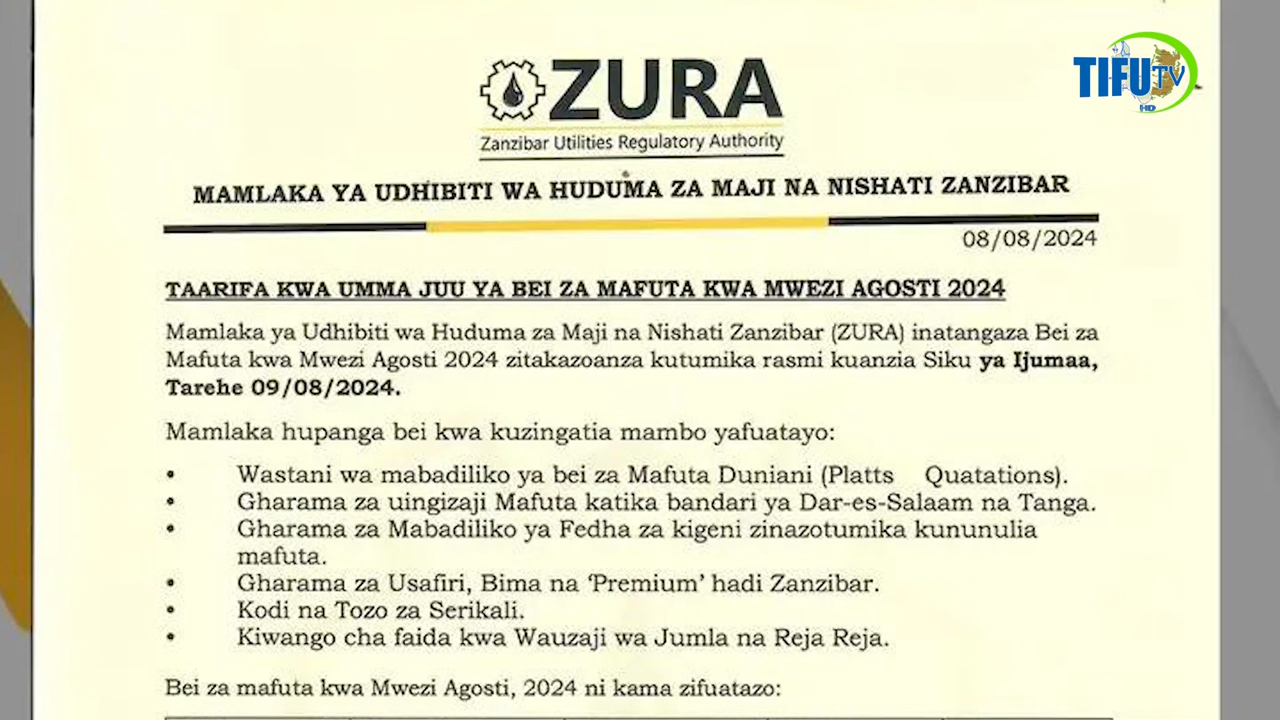 TIFU TV
HD
ZURA
Zanzibar Utilities Regulatory Authority
MAMLAKA YA UDHIBITI WA HUDUMA ZA MAJI NA NISHATI ZANZIBAR
08/08/2024
TAARIFA KWA UMMA JUU YA BEI ZA MAFUTA KWA MWEZI AGOSTI 2024
Mamlaka ya Udhibiti wa Huduma za Maji na Nishati Zanzibar (ZURA) inatangaza Bei za
Mafuta kwa Mwezi Agosti 2024 zitakazoanza kutumika rasmi kuanzia Siku ya Ijumaa,
Tarehe 09/08/2024.
Mamlaka hupanga bei kwa kuzingatia mambo yafuatayo:
• Wastani wa mabadiliko ya bei za Mafuta Duniani (Platts Quatations).
• Gharama za uingizaji Mafuta katika bandari ya Dar-es-Salaam na Tanga.
• Gharama za Mabadiliko ya Fedha za kigeni zinazotumika kununulia
mafuta.
• Gharama za Usafiri, Bima na 'Premium' hadi Zanzibar.
• Kodi na Tozo za Serikali.
• Kiwango cha faida kwa Wauzaji wa Jumla na Reja Reja.
Bei za mafuta kwa Mwezi Agosti, 2024 ni kama zifuatazo: